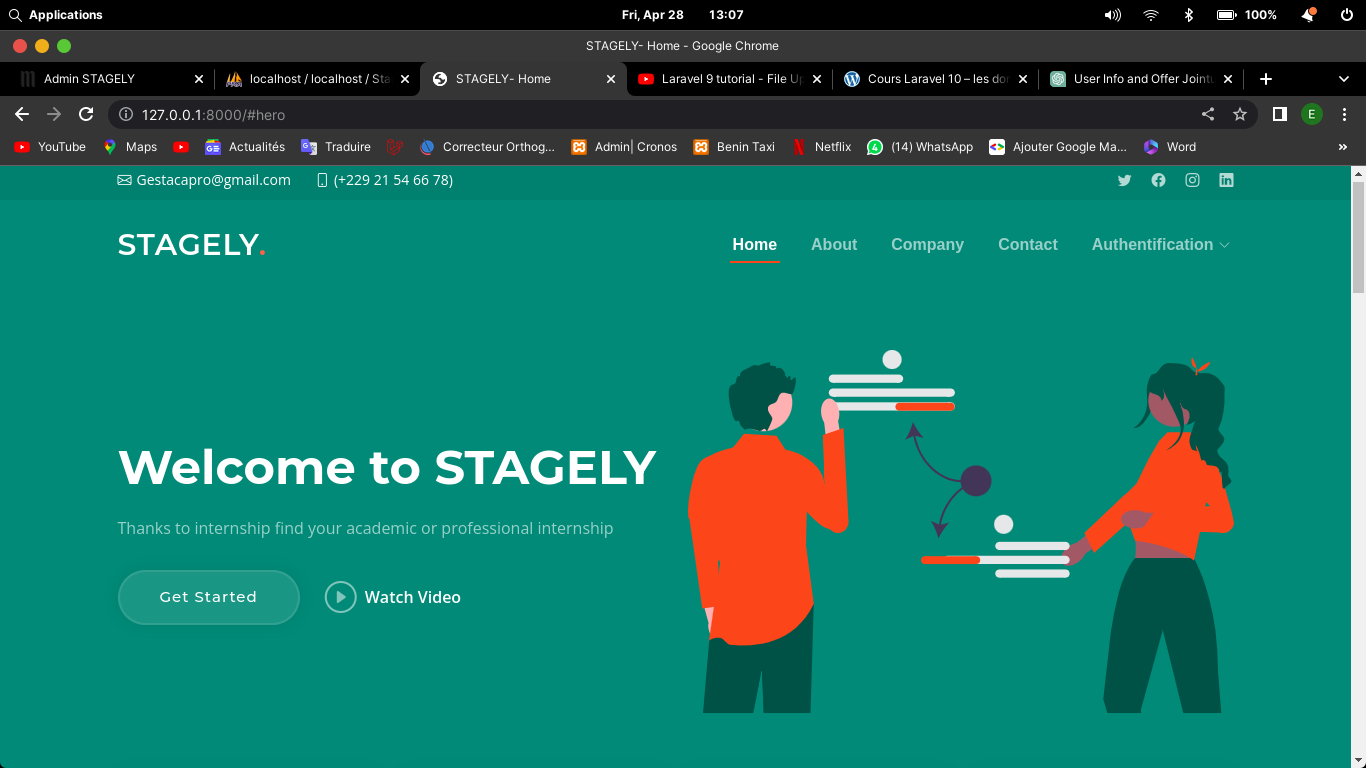 Applications
Fri, Apr 28 13:07
100%
STAGELY- Home - Google Chrome
Admin STAGELY
localhost / localhost / Sta
STAGELY- Home
Laravel 9 tutorial - File Up
Cours Laravel 10 – les don
User Info and Offer Jointu
127.0.0.1:8000/#hero
E
YouTube
Maps
Actualités
Traduire
Correcteur Orthog...
Admin| Cronos
Benin Taxi
Netflix
(14) WhatsApp
Ajouter Google Ma...
Word
»
Gestacapro@gmail.com
(+229 21 54 66 78)
STAGELY.
Home
About
Company
Contact
Authentification
Welcome to STAGELY
Thanks to internship find your academic or professional internship
Get Started
Watch Video